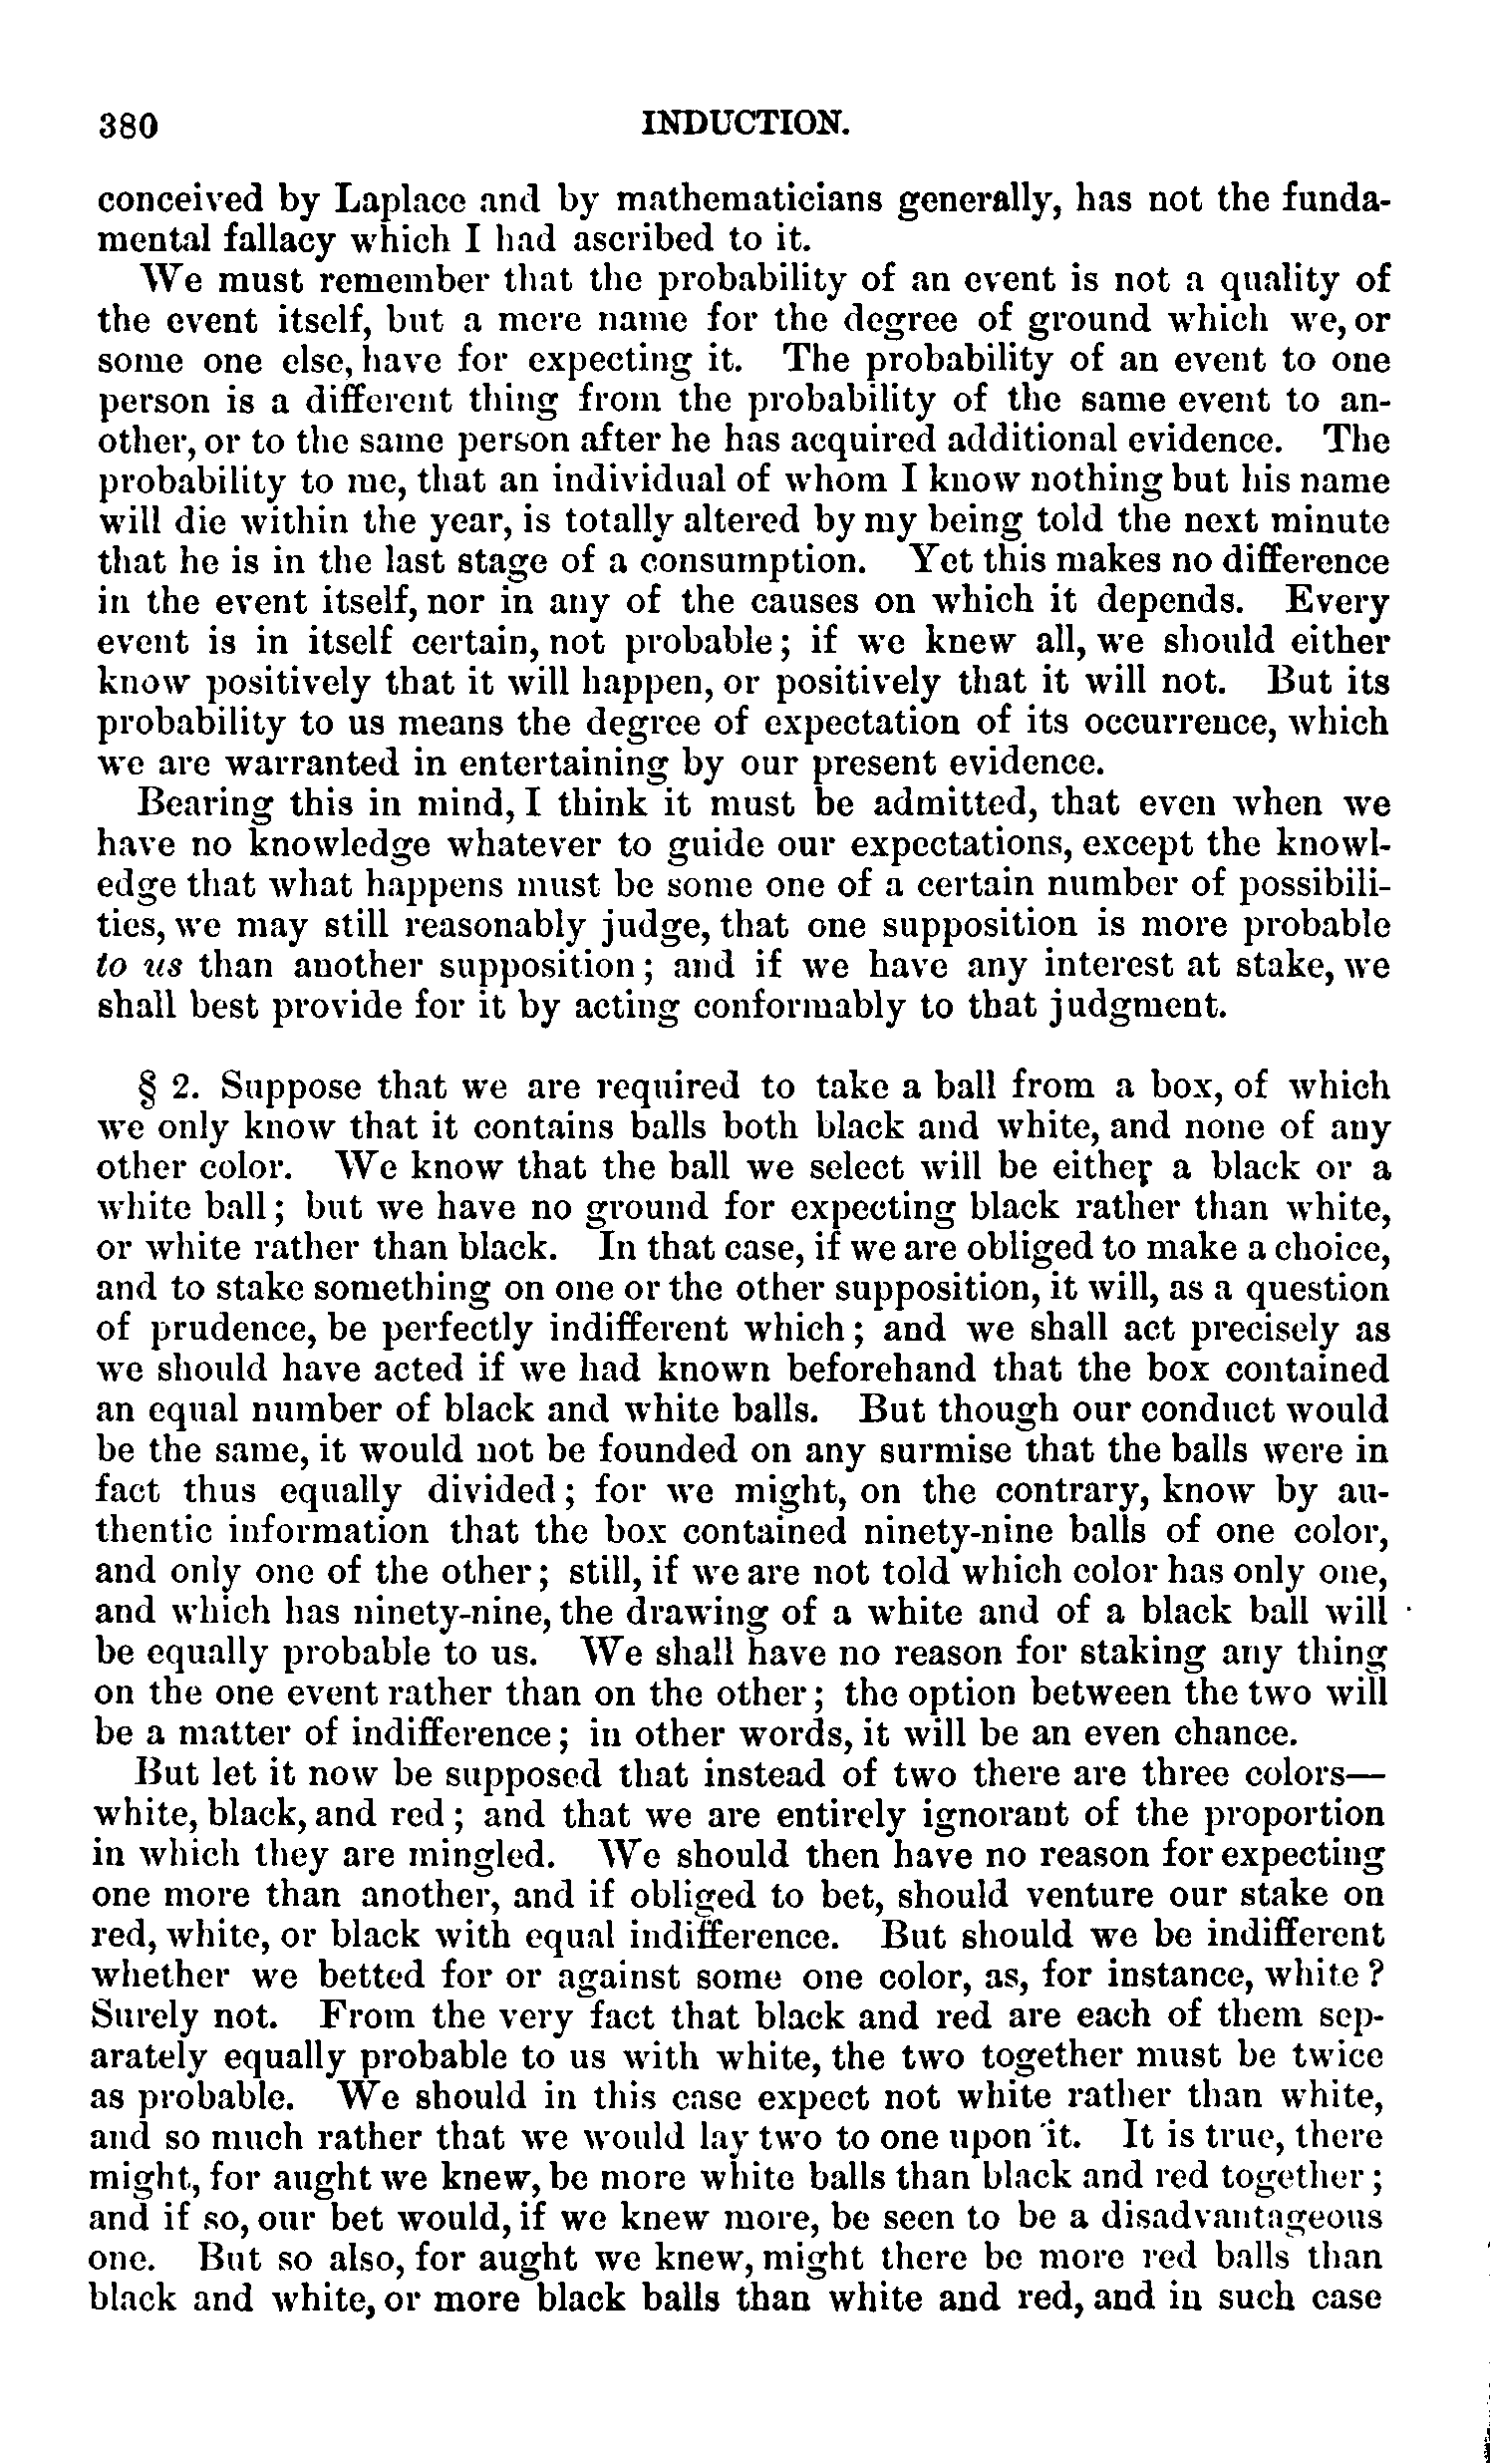 380 INDUCTION.
conceived by Laplace and by mathematicians generally, has not the funda-
mental fallacy which I had ascribed to it.
We must remember that the probability of an event is not a quality of
the event itself, but a mere name for the degree of ground which we, or
some one else, have for expecting it. The probability of an event to one
person is a different thing from the probability of the same event to an-
other, or to the same person after he has acquired additional evidence. The
probability to me, that an individual of whom I know nothing but his name
will die within the year, is totally altered by my being told the next minute
that he is in the last stage of a consumption. Yet this makes no difference
in the event itself, nor in any of the causes on which it depends. Every
event is in itself certain, not probable; if we knew all, we should either
know positively that it will happen, or positively that it will not. But its
probability to us means the degree of expectation of its occurrence, which
we are warranted in entertaining by our present evidence.
Bearing this in mind, I think it must be admitted, that even when we
have no knowledge whatever to guide our expectations, except the knowl-
edge that what happens must be some one of a certain number of possibili-
ties, we may still reasonably judge, that one supposition is more probable
to us than another supposition; and if we have any interest at stake, we
shall best provide for it by acting conformably to that judgment.
§ 2. Suppose that we are required to take a ball from a box, of which
we only know that it contains balls both black and white, and none of any
other color. We know that the ball we select will be either a black or a
white ball; but we have no ground for expecting black rather than white,
or white rather than black. In that case, if we are obliged to make a choice,
and to stake something on one or the other supposition, it will, as a question
of prudence, be perfectly indifferent which; and we shall act precisely as
we should have acted if we had known beforehand that the box contained
an equal number of black and white balls. But though our conduct would
be the same, it would not be founded on any surmise that the balls were in
fact thus equally divided; for we might, on the contrary, know by au-
thentic information that the box contained ninety-nine balls of one color,
and only one of the other; still, if we are not told which color has only one,
and which has ninety-nine, the drawing of a white and of a black ball will
be equally probable to us. We shall have no reason for staking any thing
on the one event rather than on the other; the option between the two will
be a matter of indifference; in other words, it will be an even chance.
But let it now be supposed that instead of two there are three colors—
white, black, and red; and that we are entirely ignorant of the proportion
in which they are mingled. We should then have no reason for expecting
one more than another, and if obliged to bet, should venture our stake on
red, white, or black with equal indifference. But should we be indifferent
whether we betted for or against some one color, as, for instance, white?
Surely not. From the very fact that black and red are each of them sep-
arately equally probable to us with white, the two together must be twice
as probable. We should in this case expect not white rather than white,
and so much rather that we would lay two to one upon it. It is true, there
might, for aught we knew, be more white balls than black and red together;
and if so, our bet would, if we knew more, be seen to be a disadvantageous
one. But so also, for aught we knew, might there be more red balls than
black and white, or more black balls than white and red, and in such case